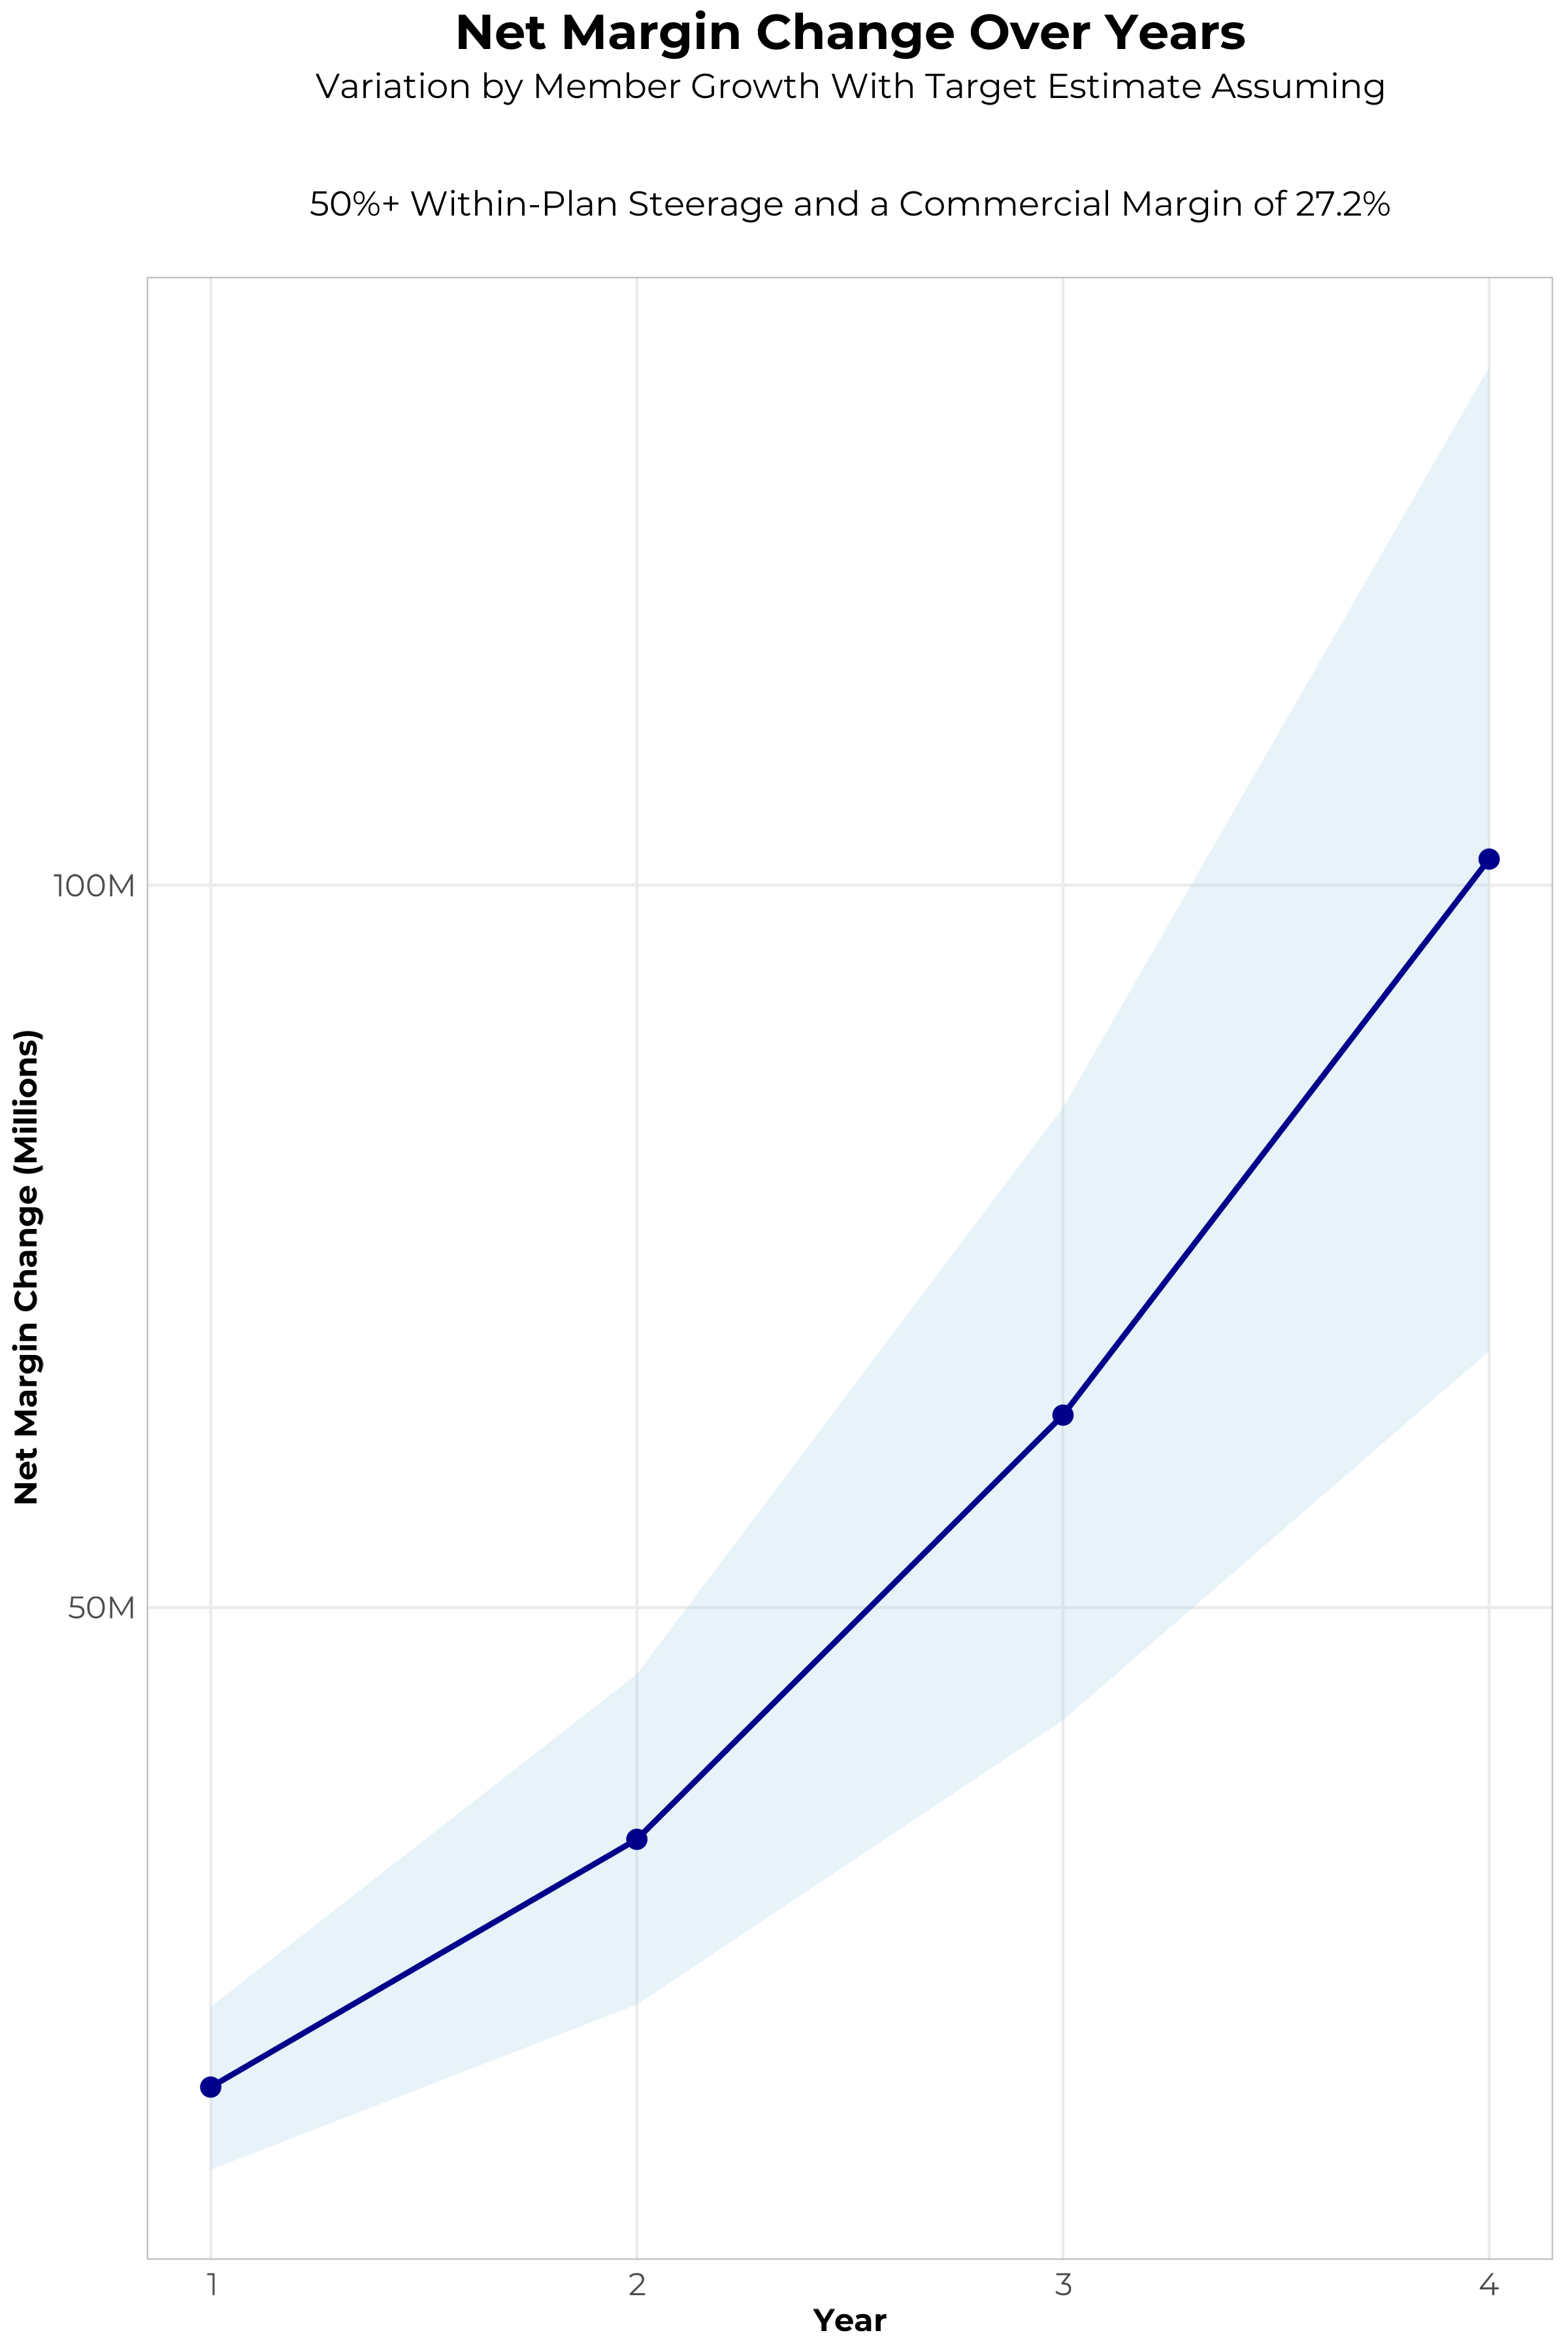 Net Margin Change Over Years
Variation by Member Growth With Target Estimate Assuming
50%+ Within-Plan Steerage and a Commercial Margin of 27.2%
100M
50M
Net Margin Change (Millions)
1
2
3
4
Year